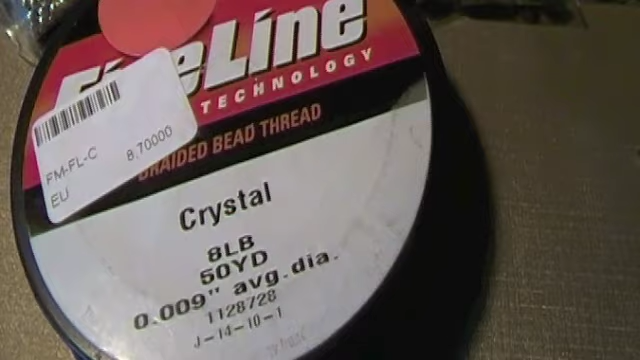 FireLine
TECHNOLOGY
BRAIDED BEAD THREAD
FM-FL-C 8.70000
EU
Crystal
8LB
50YD
0.009" avg.dia.
1128728
J-14-10-1